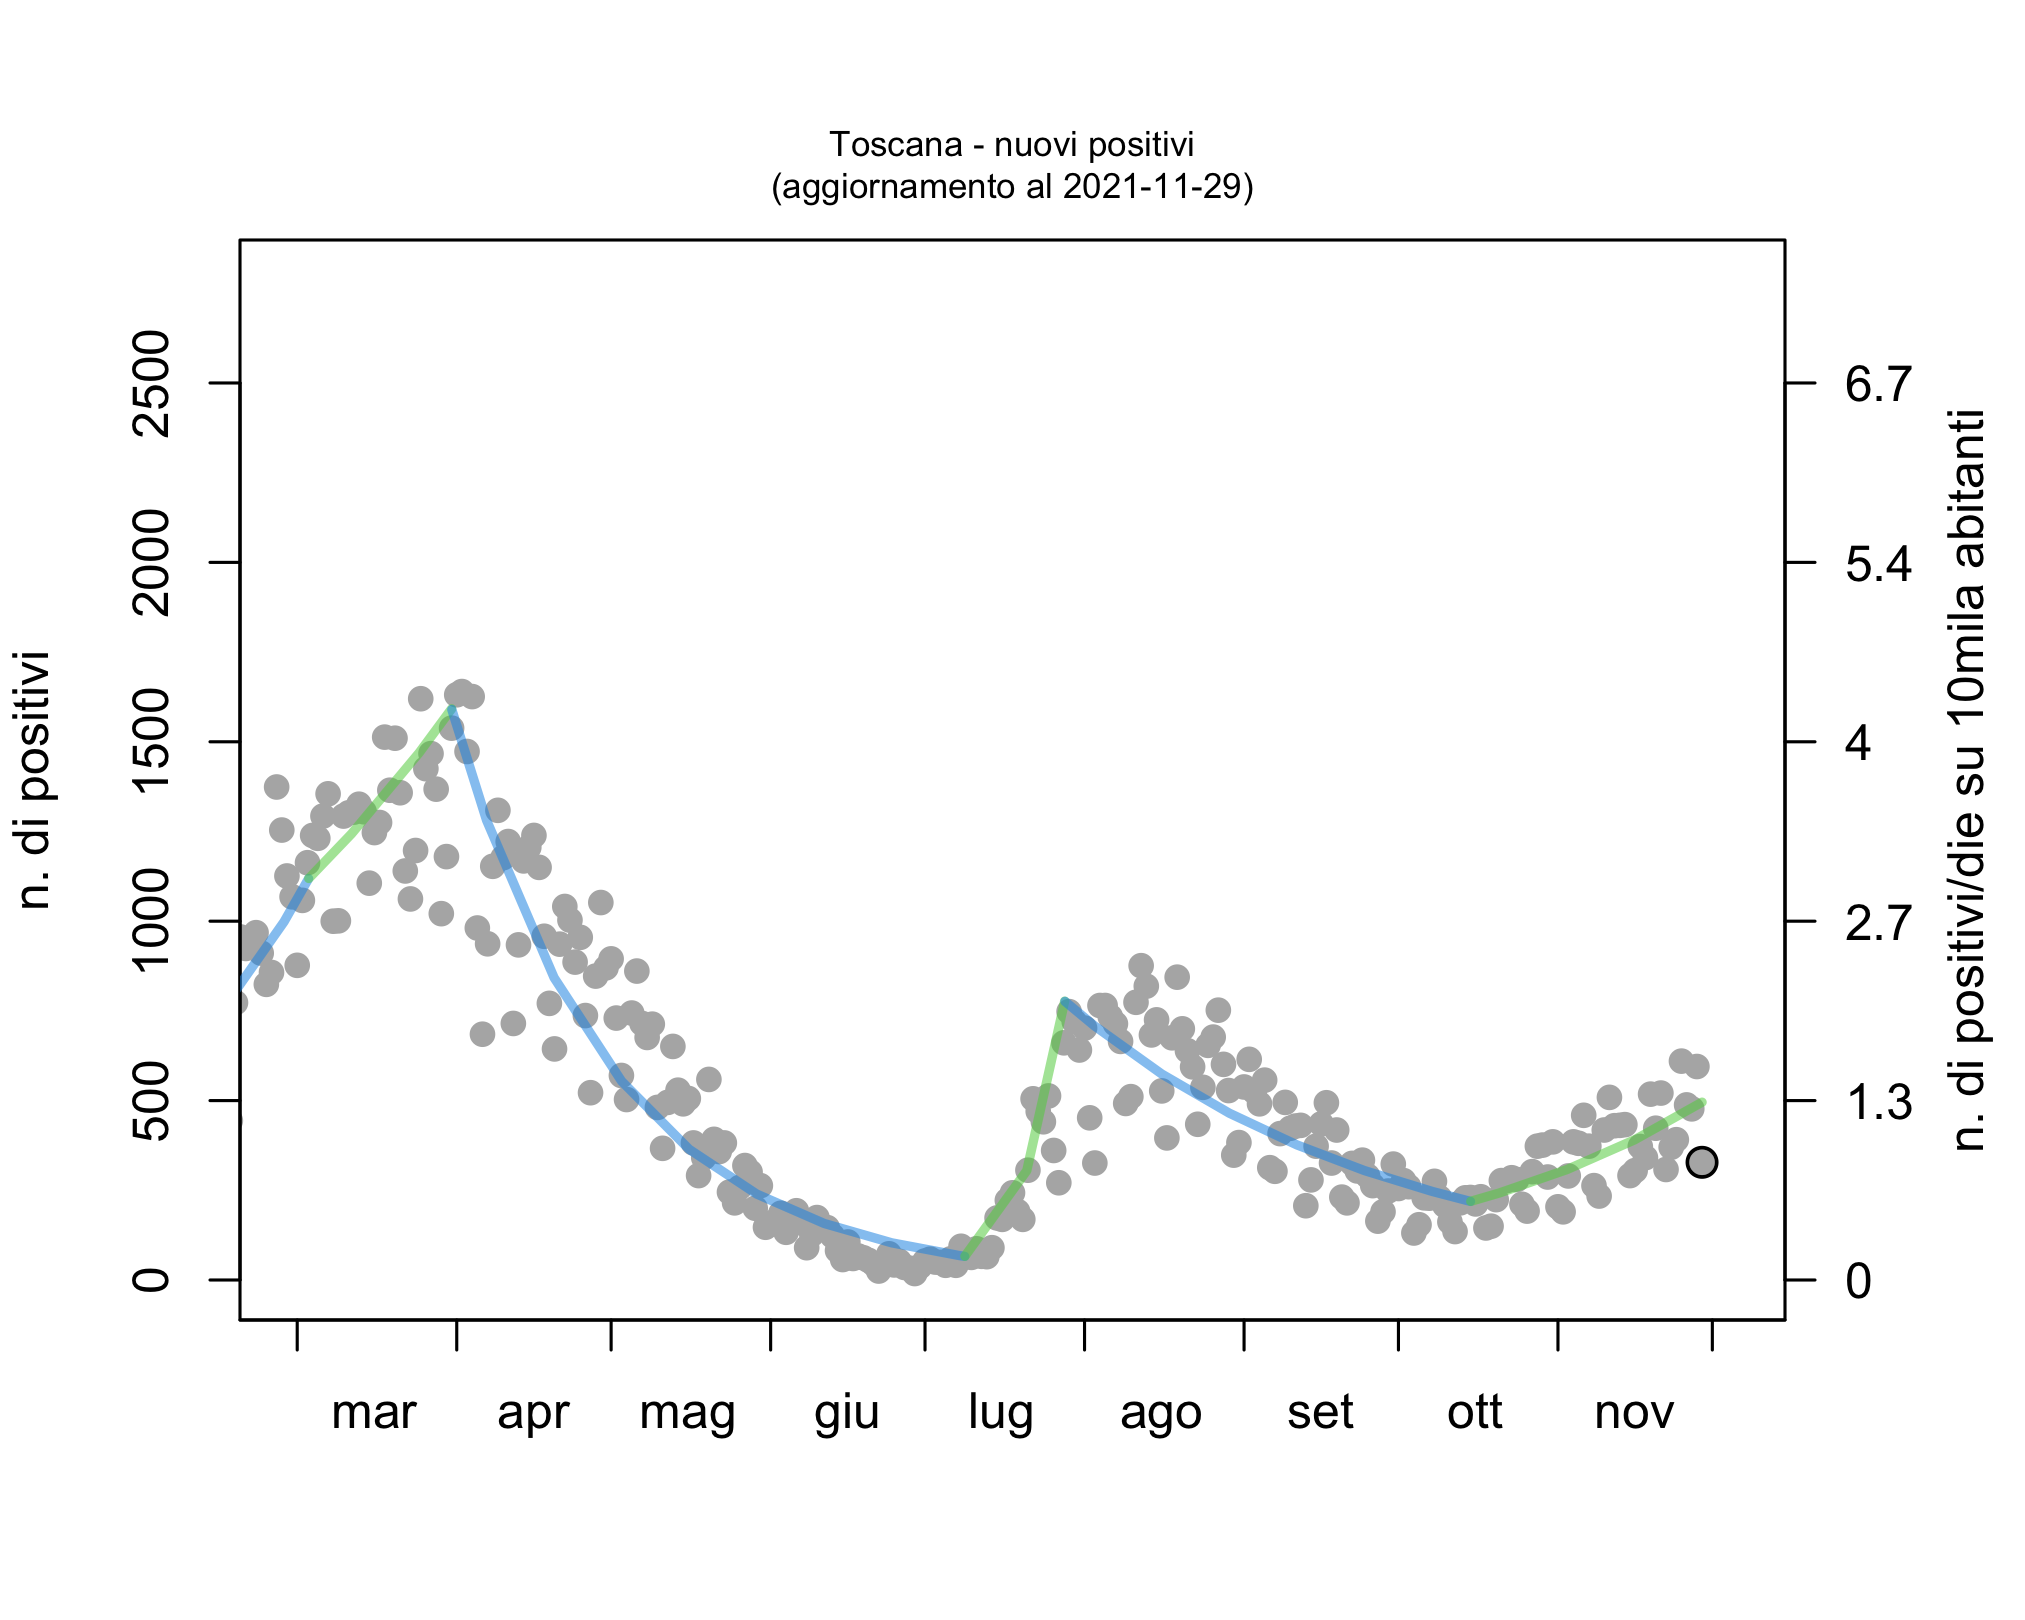 Toscana - nuovi positivi
(aggiornamento al 2021-11-29)
n. di positivi
2500
2000
1500
1000
500
0
6.7
5.4
4
2.7
1.3
0
n. di positivi/die su 10mila abitanti
mar apr mag giu lug ago set ott nov